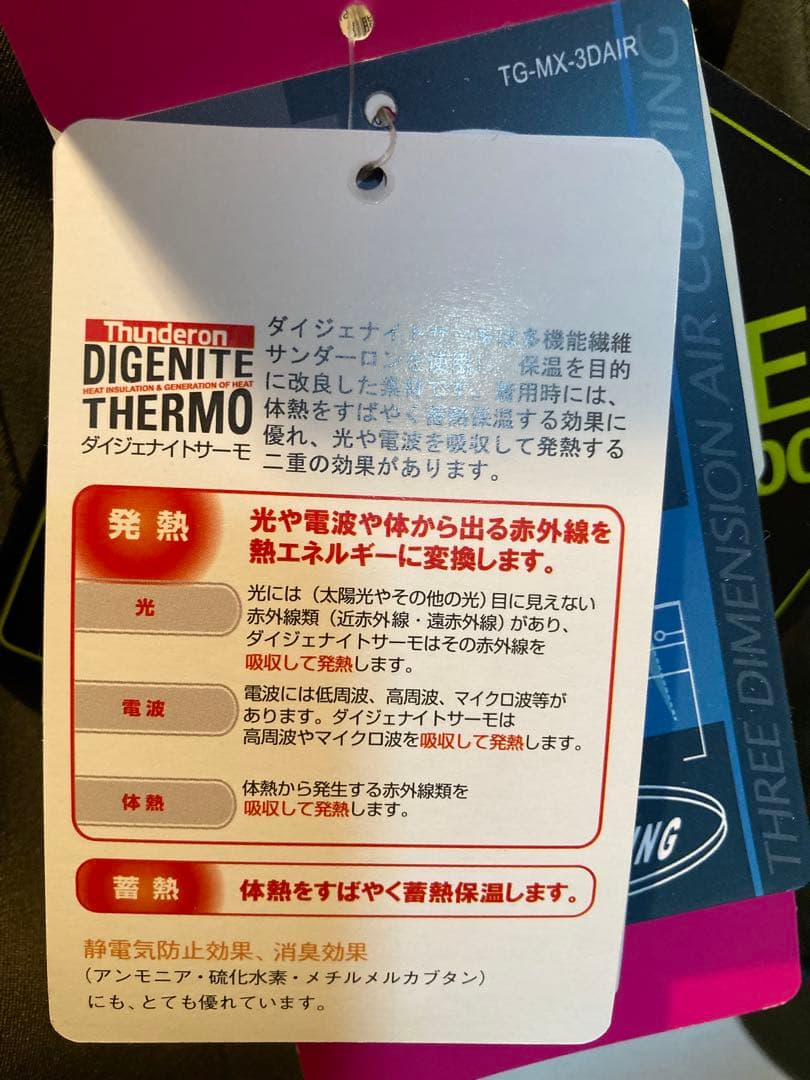 TG-MX-3DAIR
THREE DIMENSION AIR CUTTING
Thunderon
DIGENITE
HEAT INSULATION & GENERATION OF HEAT
THERMO
ダイジェナイトサーモ
ダイジェナイトサーモは多機能繊維
サンダーロンを 保温を目的
に改良した素材です。着用時には、
体熱をすばやく蓄熱保温する効果に
優れ、光や電波を吸収して発熱する
二重の効果があります。
発熱
光や電波や体から出る赤外線を
熱エネルギーに変換します。
光
光には(太陽光やその他の光)目に見えない
赤外線類(近赤外線・遠赤外線)があり、
ダイジェナイトサーモはその赤外線を
吸収して発熱します。
電波
電波には低周波、高周波、マイクロ波等が
あります。ダイジェナイトサーモは
高周波やマイクロ波を吸収して発熱します。
体熱
体熱から発生する赤外線類を
吸収して発熱します。
蓄熱
体熱をすばやく蓄熱保温します。
静電気防止効果、消臭効果
(アンモニア・硫化水素・メチルメルカプタン)
にも、とても優れています。